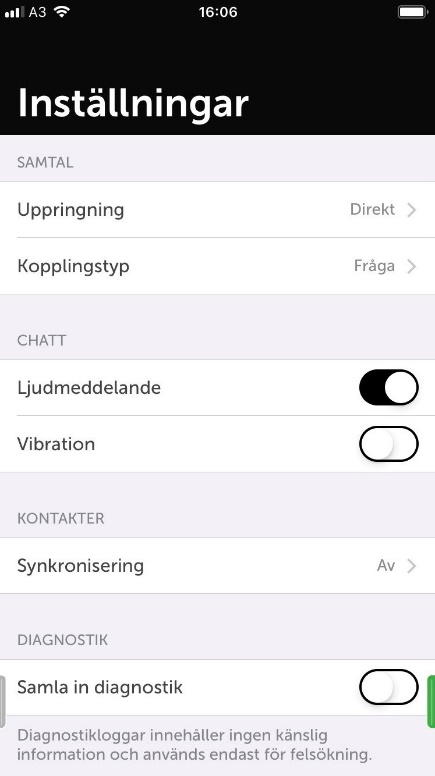 A3 16:06
Inställningar
SAMTAL
Uppringning Direkt
Kopplingstyp Fråga
CHATT
Ljudmeddelande
Vibration
KONTAKTER
Synkronisering Av
DIAGNOSTIK
Samla in diagnostik
Diagnostikloggar innehåller ingen känslig
information och används endast för felsökning.